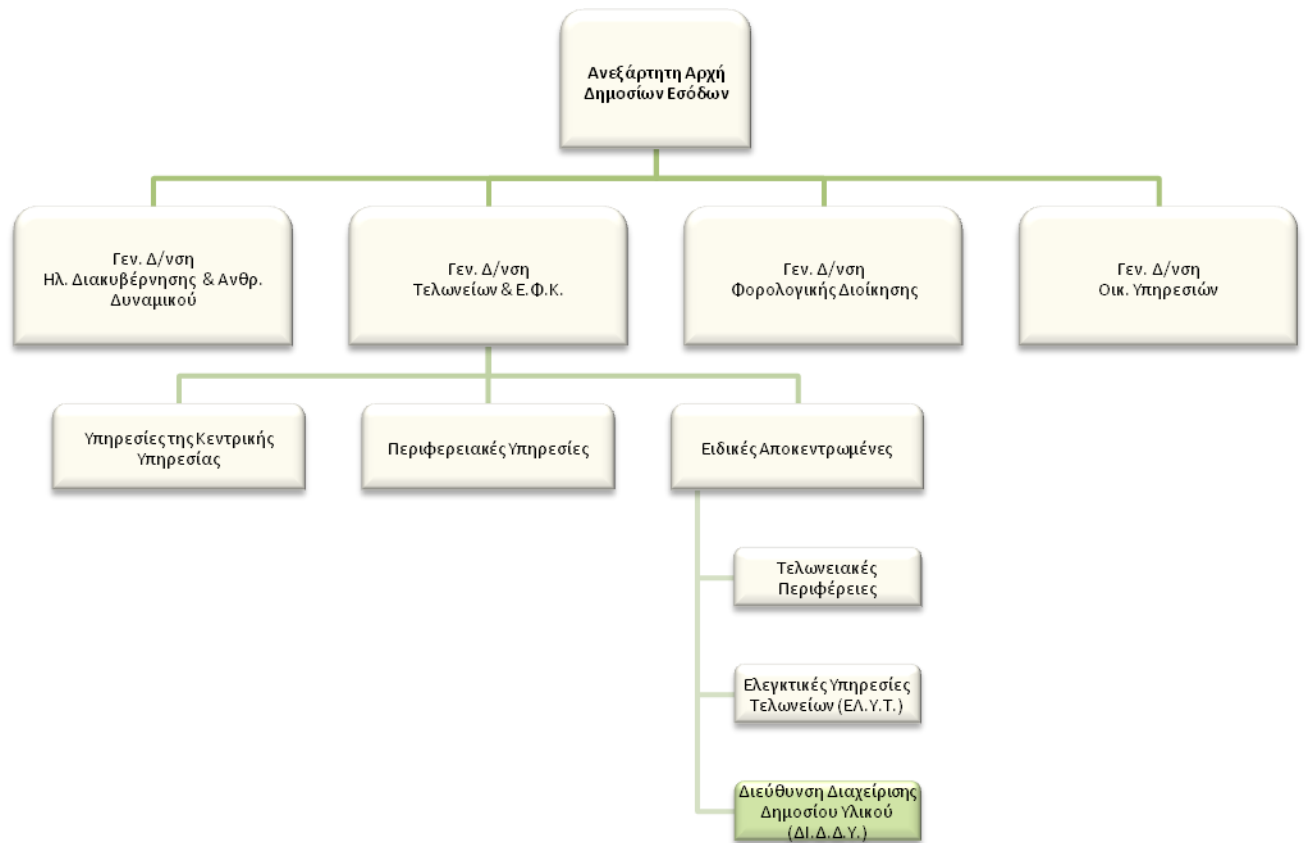 Ανεξάρτητη Αρχή
Δημοσίων Εσόδων
Γεν. Δ/νση
Ηλ. Διακυβέρνησης & Ανθρ.
Δυναμικού
Γεν. Δ/νση
Τελωνείων & Ε.Φ.Κ.
Γεν. Δ/νση
Φορολογικής Διοίκησης
Γεν. Δ/νση
Οικ. Υπηρεσιών
Υπηρεσίες της Κεντρικής
Υπηρεσίας
Περιφερειακές Υπηρεσίες
Ειδικές Αποκεντρωμένες
Τελωνειακές
Περιφέρειες
Ελεγκτικές Υπηρεσίες
Τελωνείων (ΕΛ.Υ.Τ.)
Διεύθυνση Διαχείρισης
Δημοσίου Υλικού
(ΔΙ.Δ.Δ.Υ.)